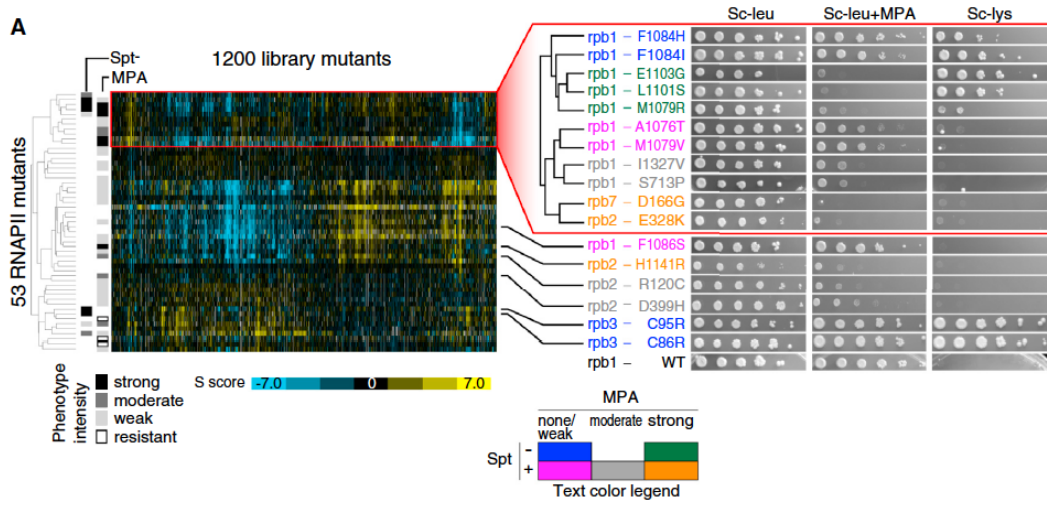 A
Spt-
MPA
1200 library mutants
53 RNAPII mutants
Phenotype
intensity
strong
moderate
weak
resistant
S score
-7.0
0
7.0
Sc-leu
Sc-leu+MPA
Sc-lys
rpb1 – F1084H
rpb1 – F1084I
rpb1 – E1103G
rpb1 – L1101S
rpb1 – M1079R
rpb1 – A1076T
rpb1 – M1079V
rpb1 – I1327V
rpb1 – S713P
rpb7 – D166G
rpb2 – E328K
rpb1 – F1086S
rpb2 – H1141R
rpb2 – R120C
rpb2 – D399H
rpb3 – C95R
rpb3 – C86R
rpb1 - WT
MPA
none/
weak
moderate
strong
Spt
-
+
Text color legend